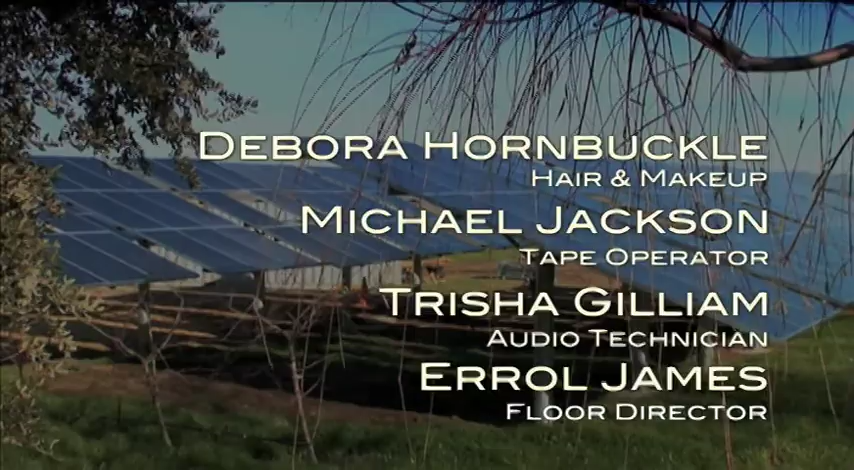 Debora Hornbuckle
Hair & Makeup
Michael Jackson
Tape Operator
Trisha Gilliam
Audio Technician
Errol James
Floor Director